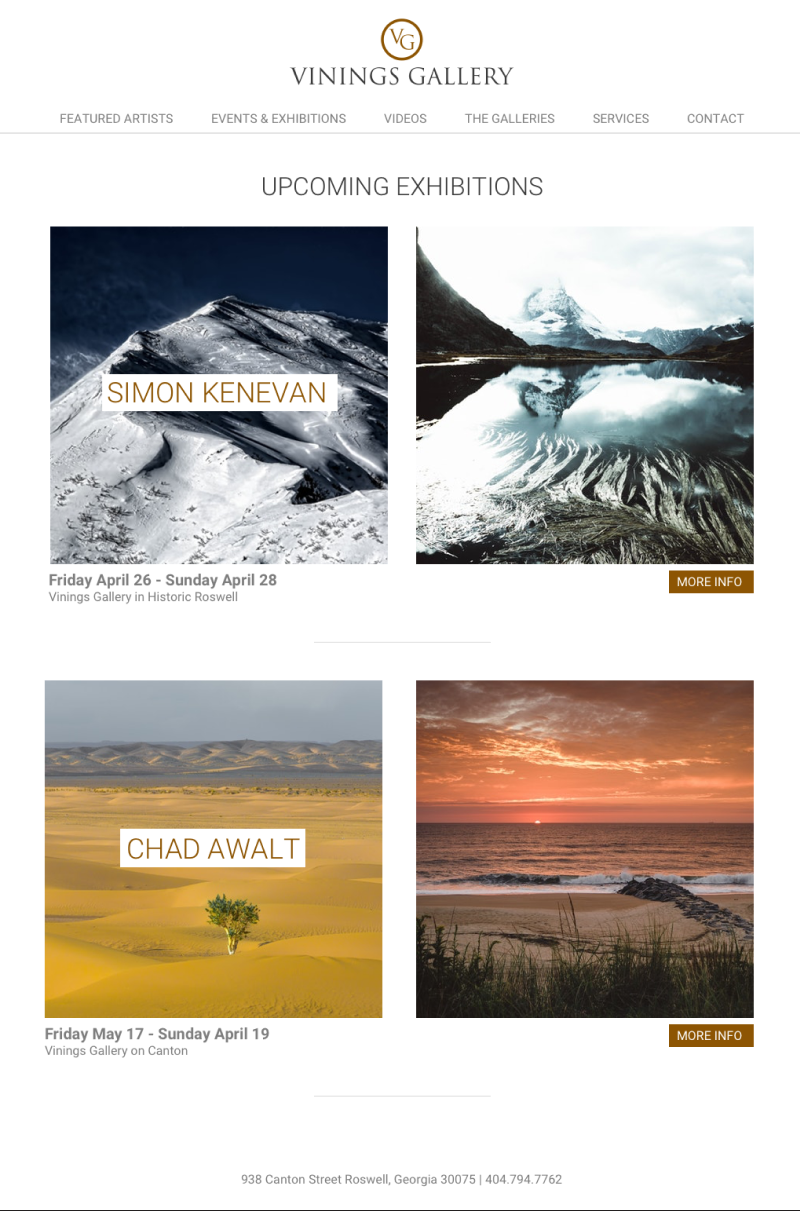 VG
VININGS GALLERY
FEATURED ARTISTS EVENTS & EXHIBITIONS VIDEOS THE GALLERIES SERVICES CONTACT
UPCOMING EXHIBITIONS
SIMON KENEVAN
Friday April 26 - Sunday April 28
Vinings Gallery in Historic Roswell
MORE INFO
CHAD AWALT
Friday May 17 - Sunday April 19
Vinings Gallery on Canton
MORE INFO
938 Canton Street Roswell, Georgia 30075 | 404.794.7762